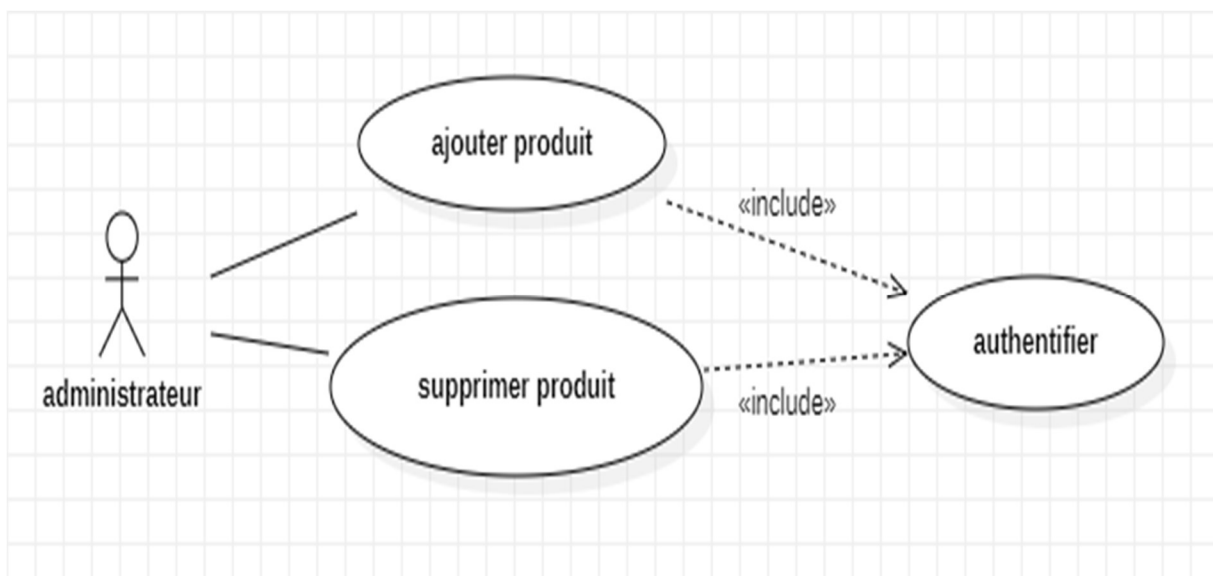 ajouter produit
«include»
administrateur
supprimer produit
authentifier
«include»